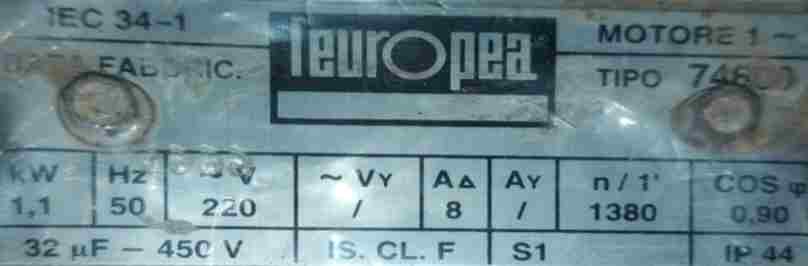 IEC 34-1
l'europea
MOTORE 1 ~
DATA FABBRIC.
TIPO
kW Hz ~ V ~ VY A∆ AY n / 1' COS φ
1,1 50 220 / 8 / 1380 0,90
32 µF - 450 V IS. CL. F S1 IP 44